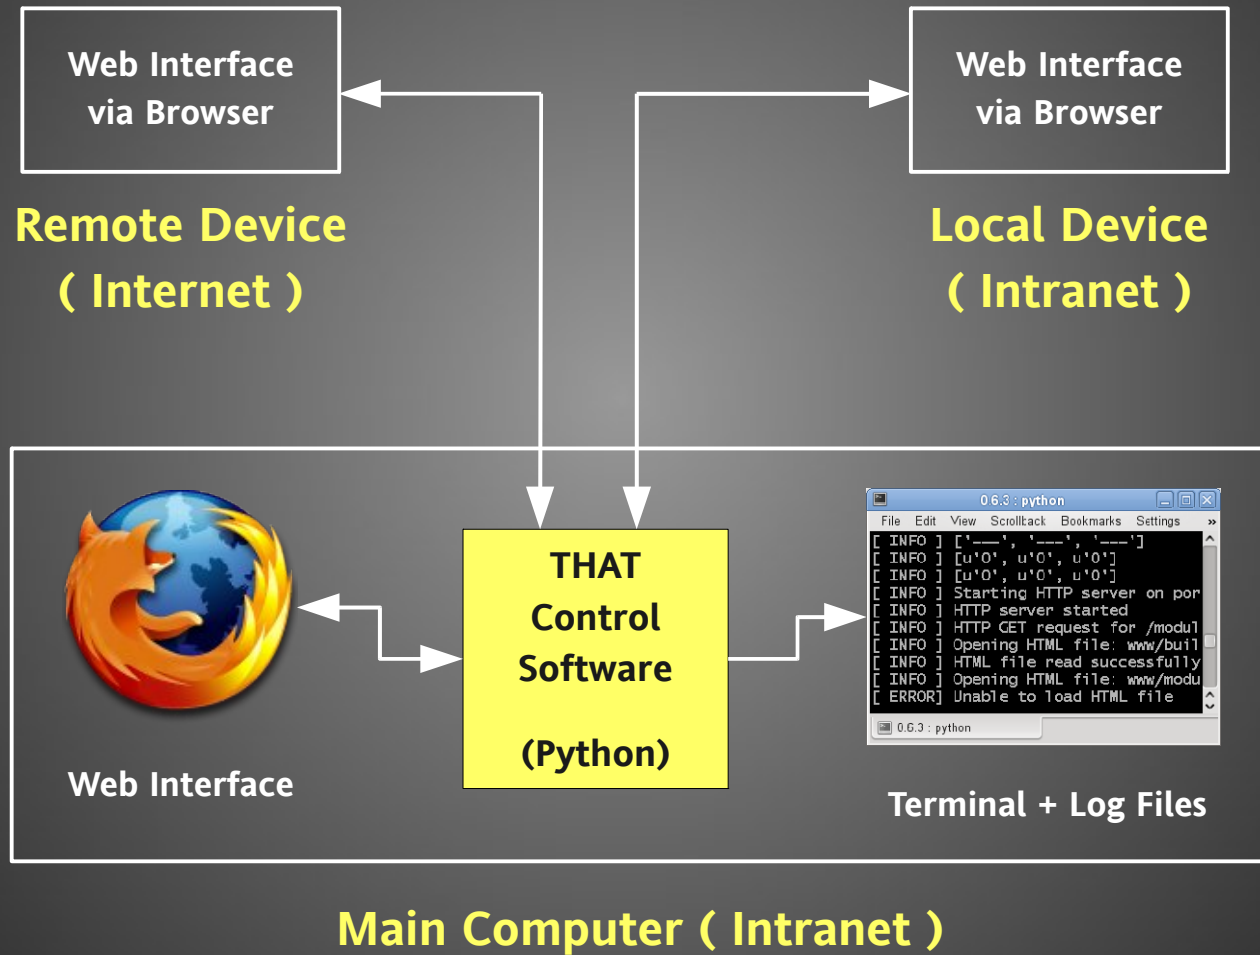 Web Interface
via Browser
Remote Device
( Internet )
Web Interface
via Browser
Local Device
( Intranet )
Web Interface
THAT
Control
Software
(Python)
0.6.3 : python
File Edit View Scrollback Bookmarks Settings »
[ INFO ] ['---', '---', '---']
[ INFO ] [u'0', u'0', u'0']
[ INFO ] [u'0', u'0', u'0']
[ INFO ] Starting HTTP server on por
[ INFO ] HTTP server started
[ INFO ] HTTP GET request for /modul
[ INFO ] Opening HTML file: www/buil
[ INFO ] HTML file read successfully
[ INFO ] Opening HTML file: www/modu
[ ERROR] Unable to load HTML file
0.6.3 : python
Terminal + Log Files
Main Computer ( Intranet )